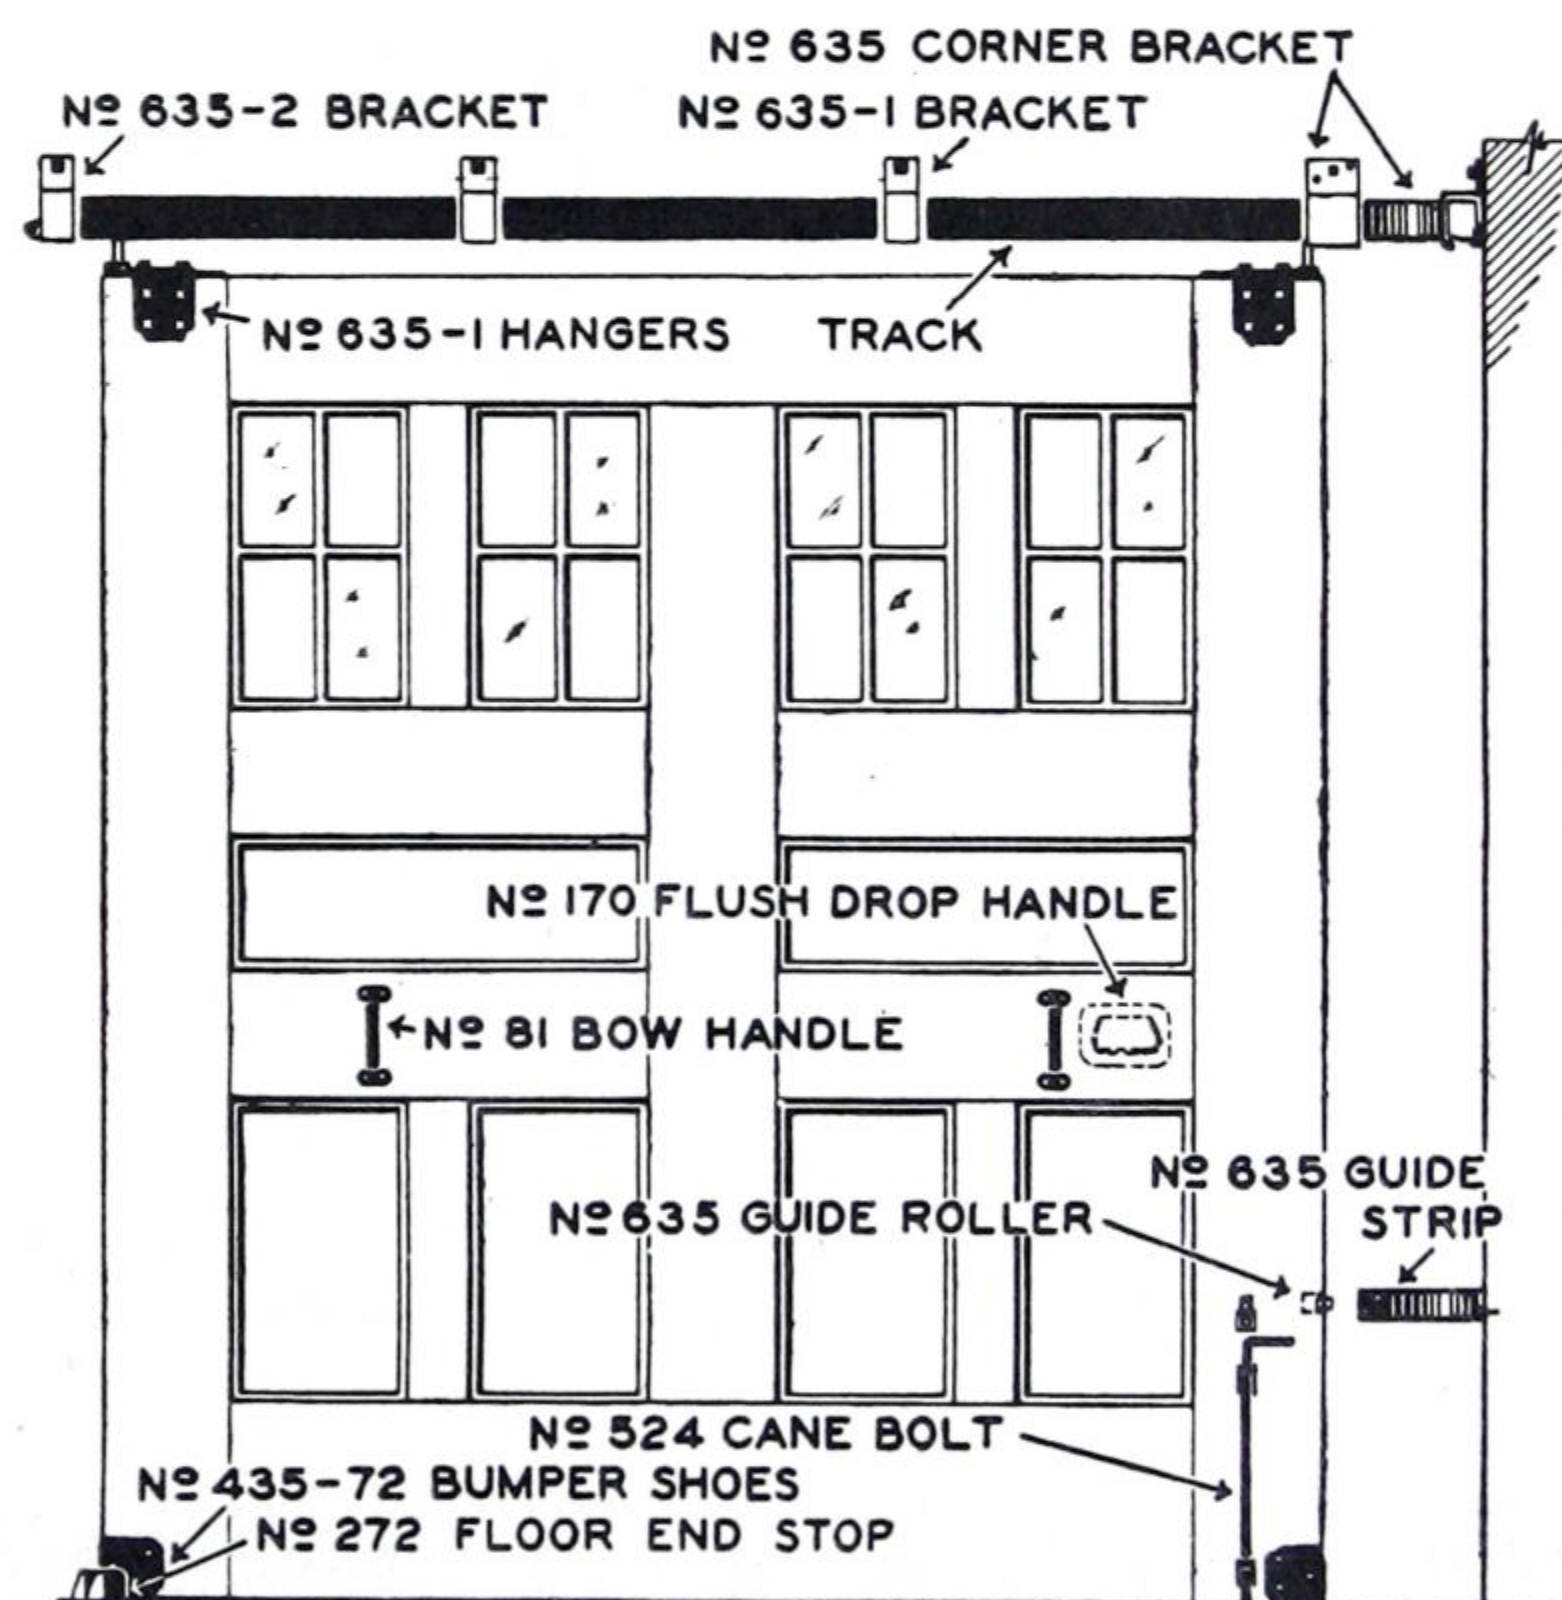 Nº 635 CORNER BRACKET
Nº 635-2 BRACKET
Nº 635-1 BRACKET
Nº 635-1 HANGERS
TRACK
Nº 170 FLUSH DROP HANDLE
Nº 81 BOW HANDLE
Nº 635 GUIDE
STRIP
Nº 635 GUIDE ROLLER
Nº 524 CANE BOLT
Nº 435-72 BUMPER SHOES
Nº 272 FLOOR END STOP